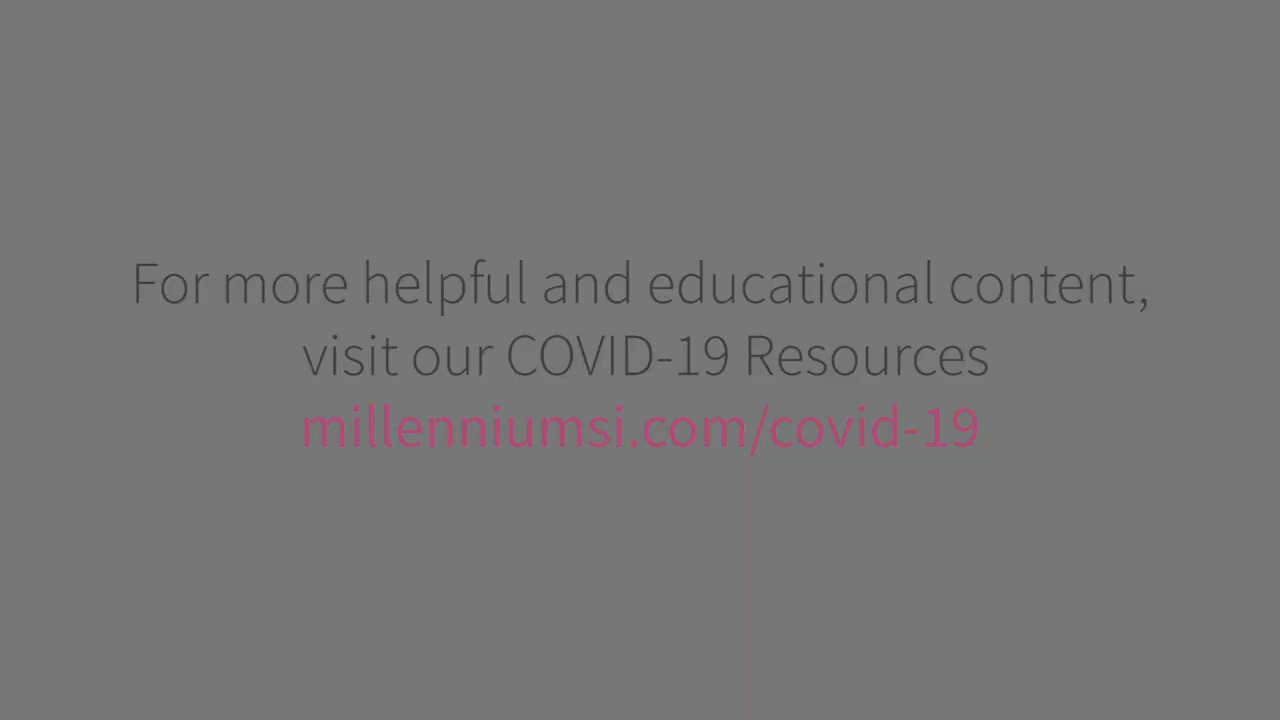 For more helpful and educational content,
visit our COVID-19 Resources
millenniumsi.com/covid-19